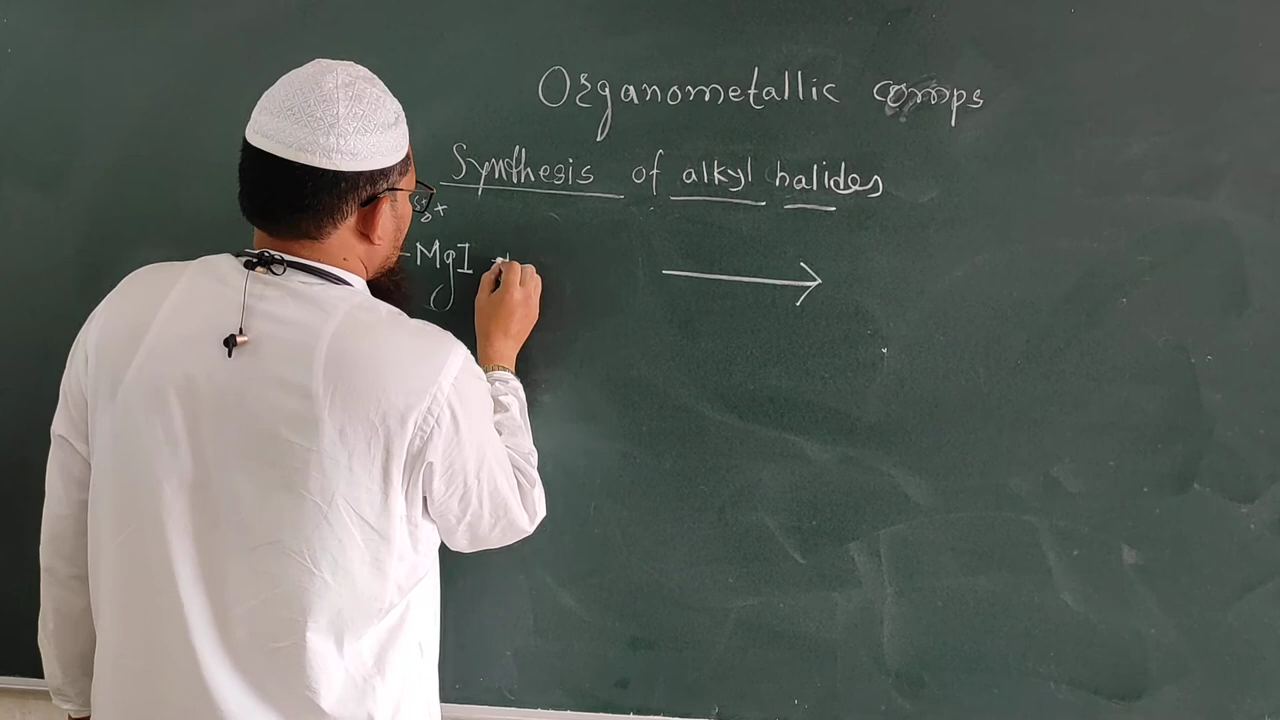 Organometallic comps
Synthesis of alkyl halides
-MgI +